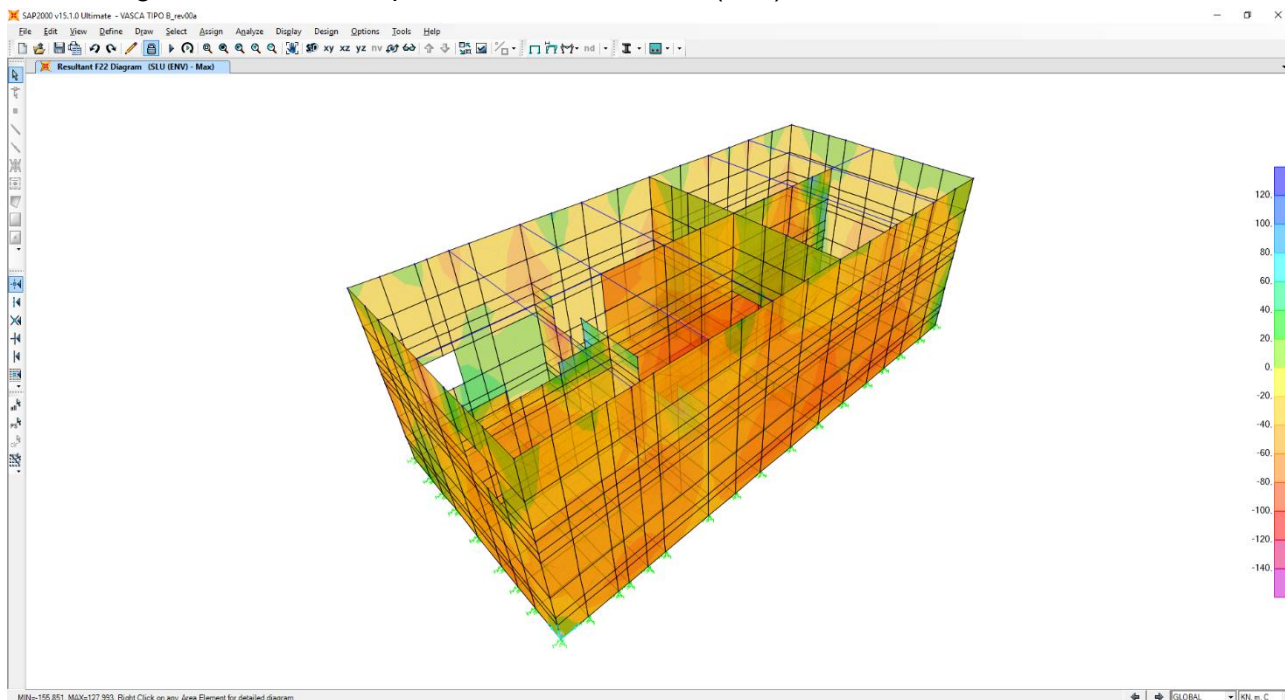 SAP2000 v15.1.0 Ultimate - VASCA TIPO B_rev00a
File Edit View Define Draw Select Assign Analyze Display Design Options Tools Help
xy xz yz nv nd
Resultant F22 Diagram (SLU (ENV) - Max)
120.
100.
80.
60.
40.
20.
0.
-20.
-40.
-60.
-80.
-100.
-120.
-140.
MIN=-155.851, MAX=127.993, Right Click on any Area Element for detailed diagram
GLOBAL KN, m, C